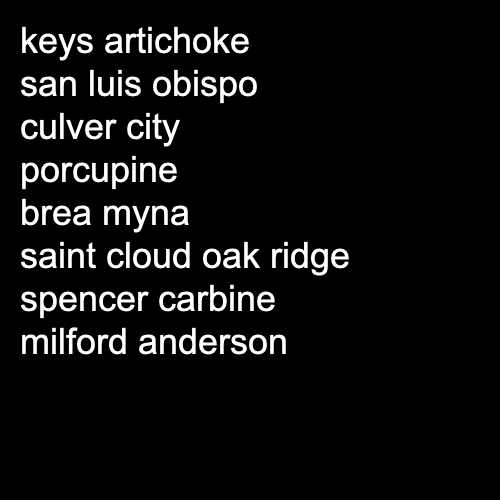 keys artichoke
san luis obispo
culver city
porcupine
brea myna
saint cloud oak ridge
spencer carbine
milford anderson